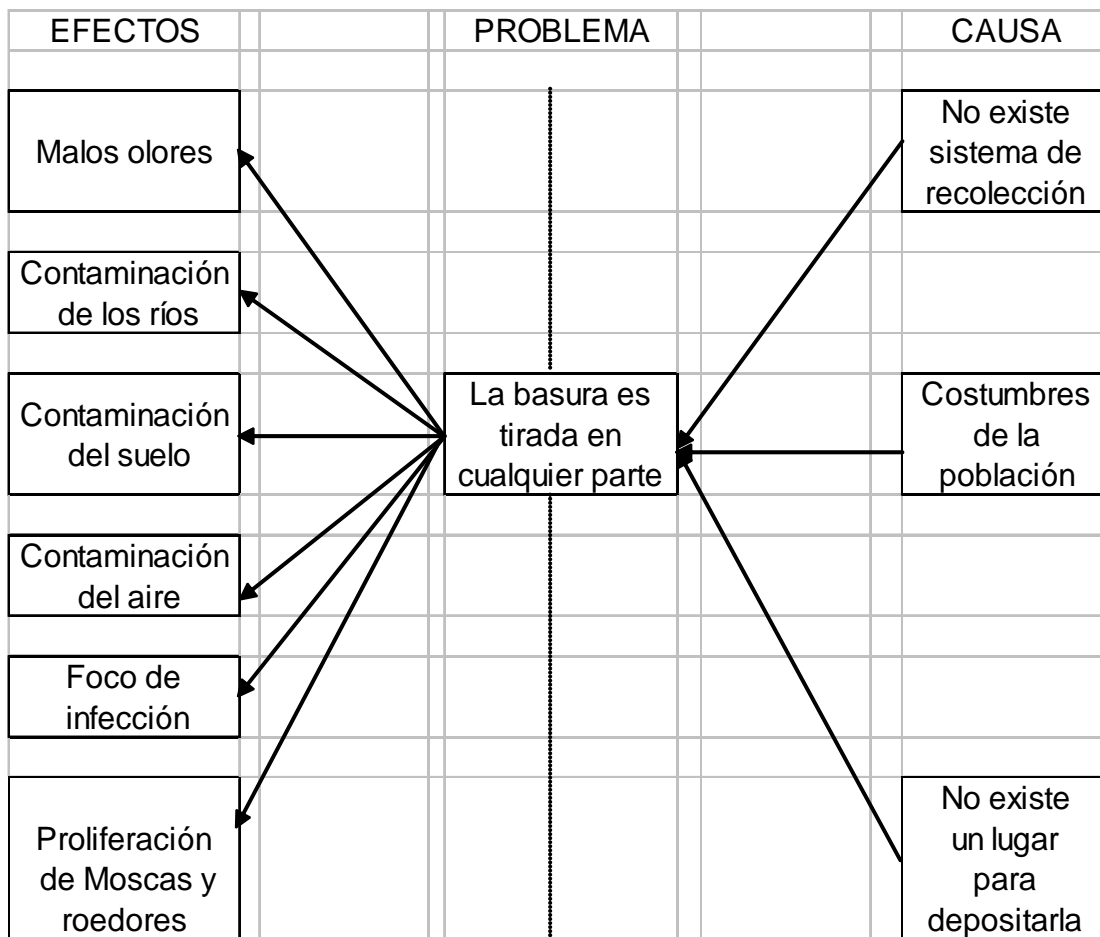 EFECTOS
PROBLEMA
CAUSA
Malos olores
Contaminación
de los ríos
Contaminación
del suelo
Contaminación
del aire
Foco de
infección
Proliferación
de Moscas y
roedores
La basura es
tirada en
cualquier parte
No existe
sistema de
recolección
Costumbres
de la
población
No existe
un lugar
para
depositarla